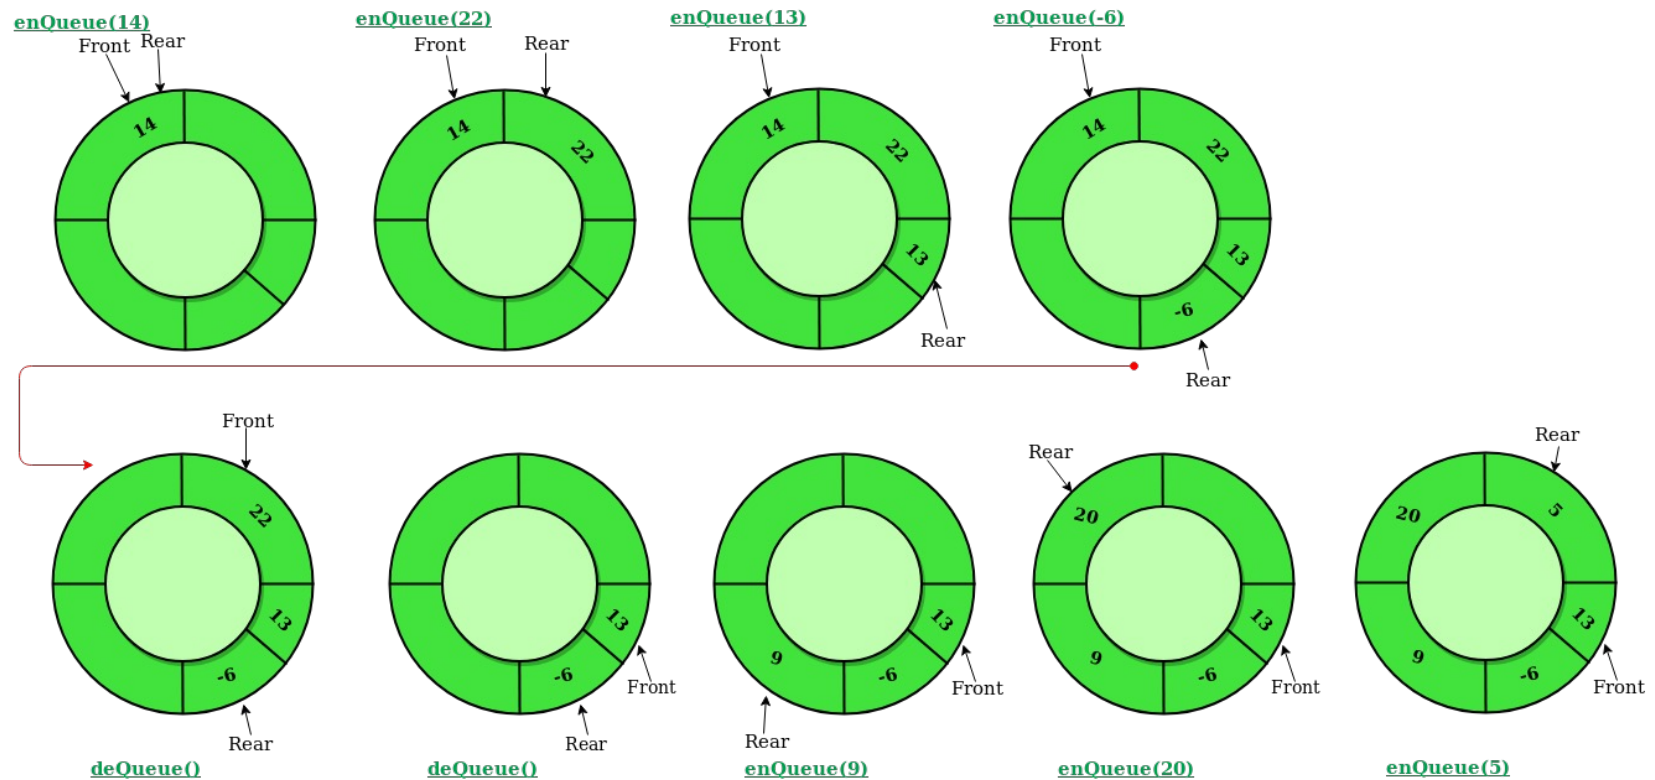 enQueue(14)
Front Rear
14
enQueue(22)
Front Rear
14
22
enQueue(13)
Front
14
22
13
Rear
enQueue(-6)
Front
14
22
13
-6
Rear
Front
22
13
-6
Rear
deQueue()
13
-6
Front
Rear
deQueue()
13
9
-6
Front
Rear
enQueue(9)
Rear
20
13
9
-6
Front
enQueue(20)
Rear
20
5
13
9
-6
Front
enQueue(5)